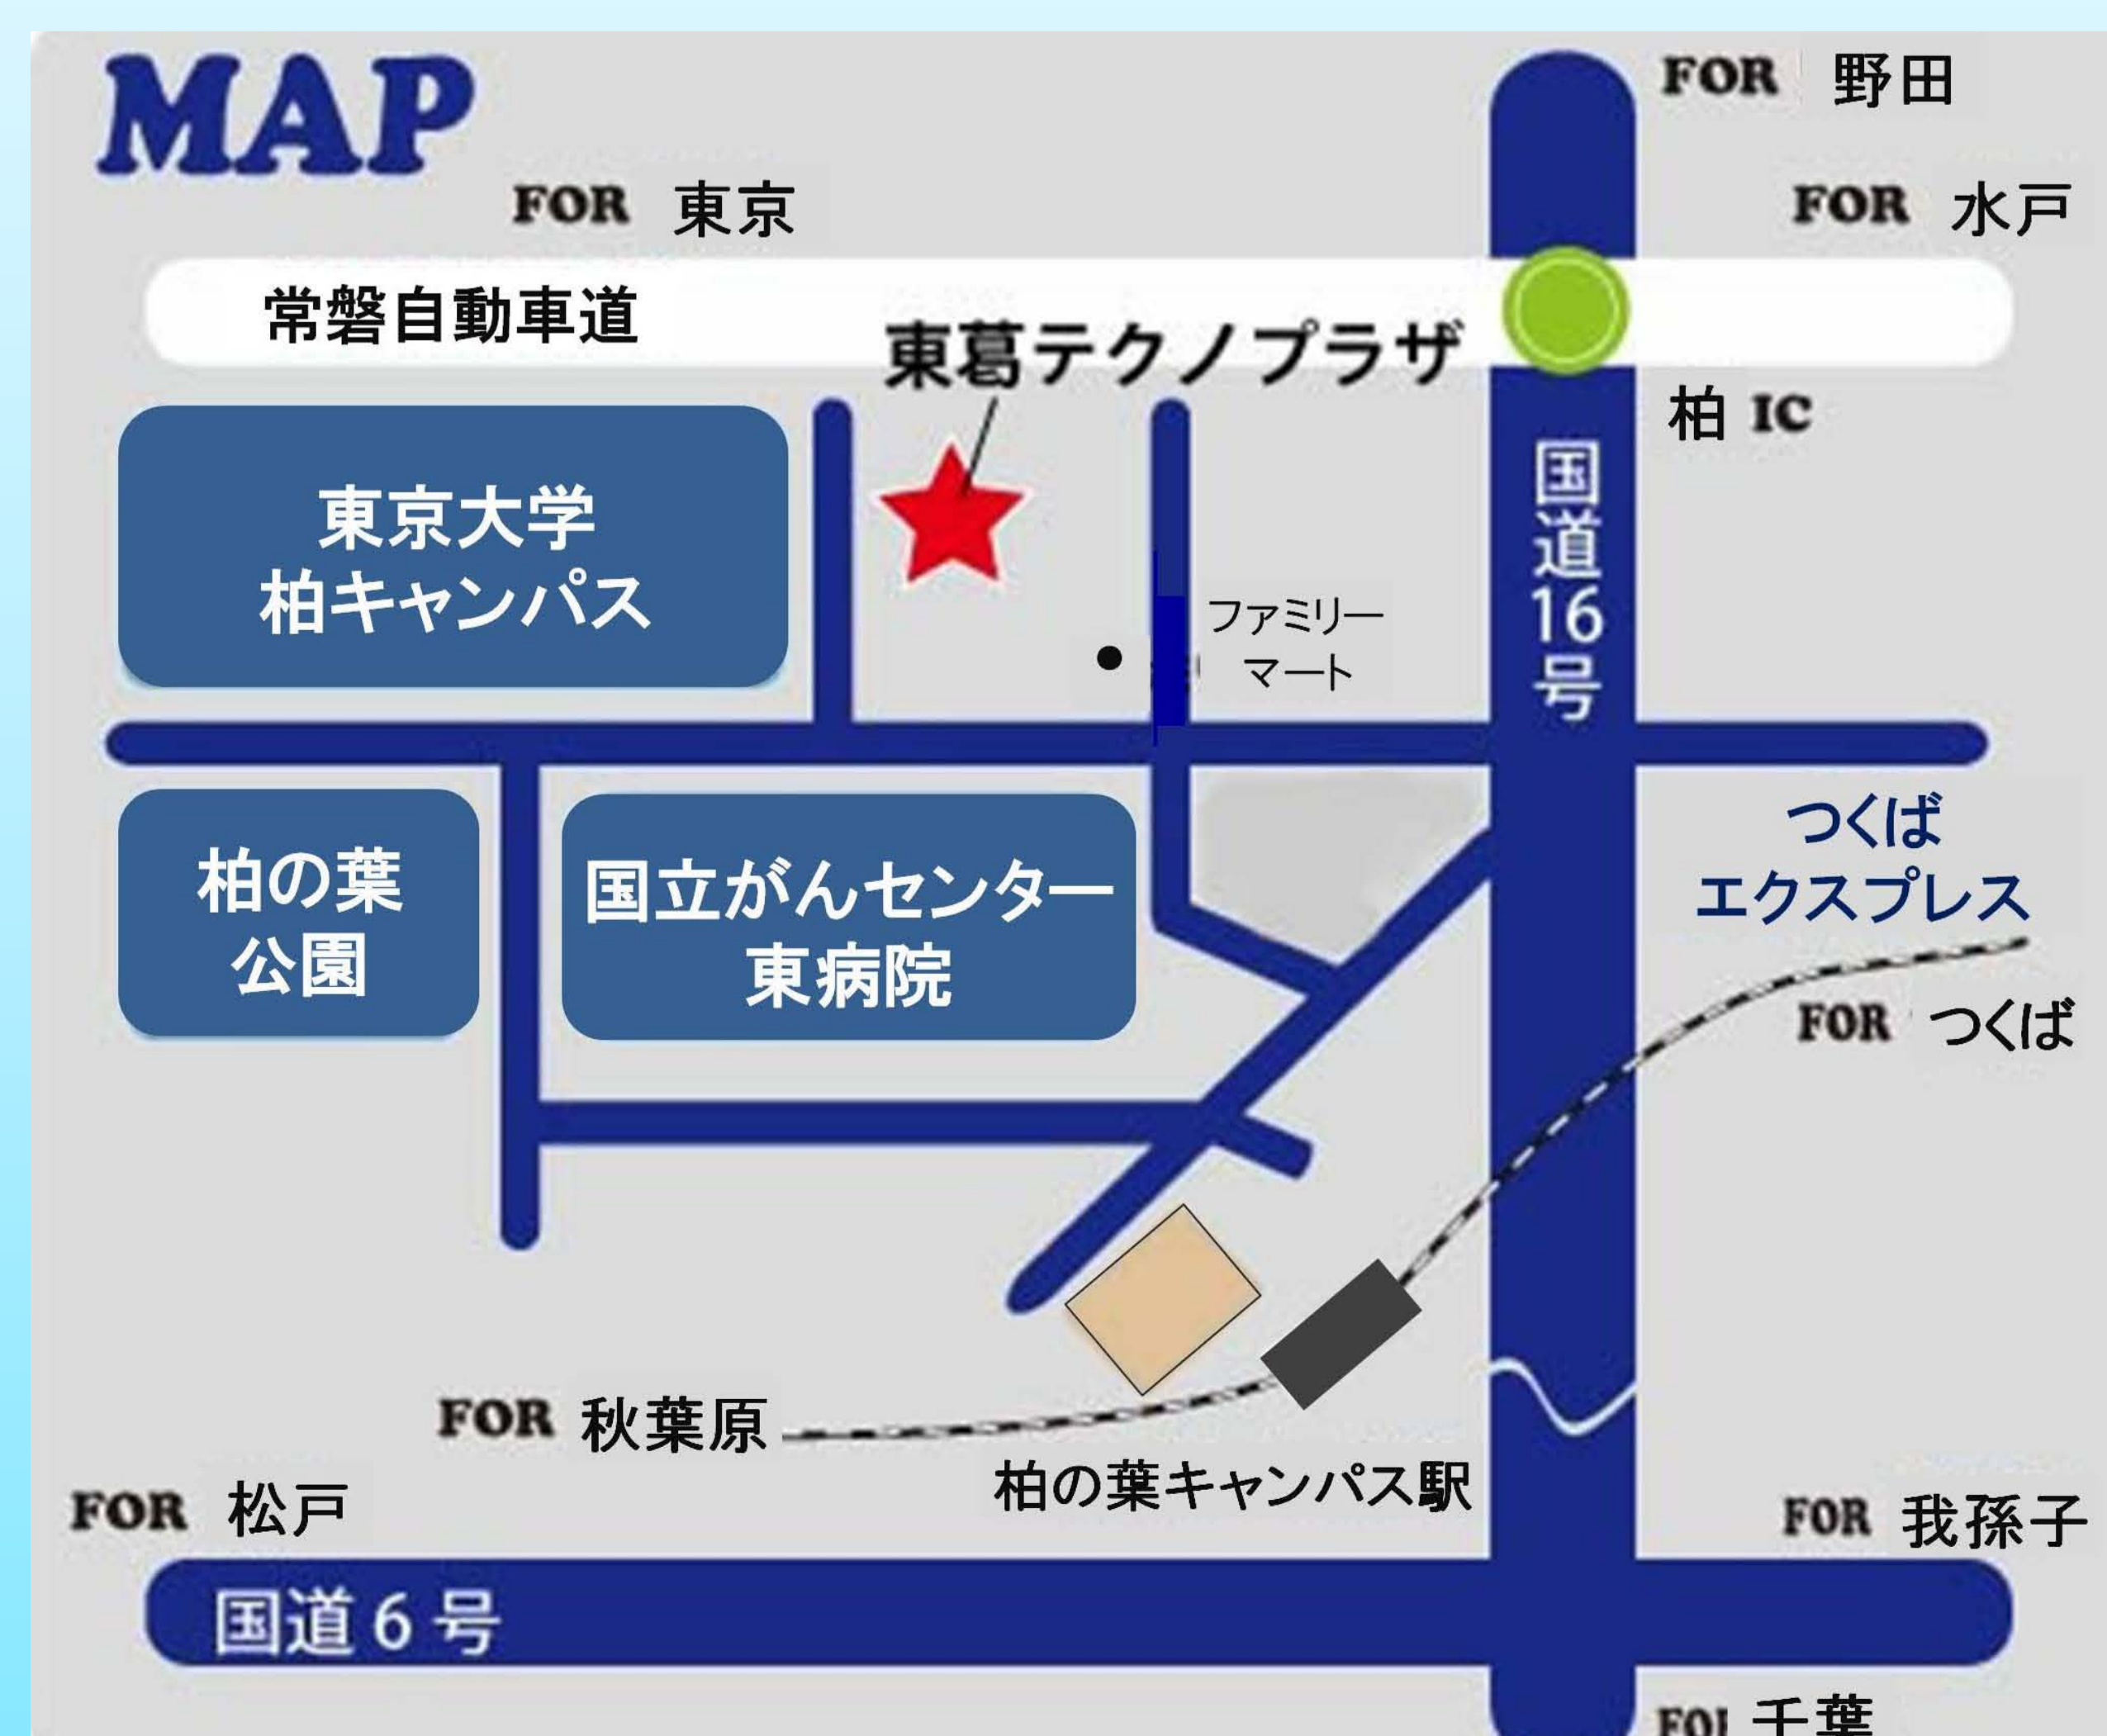 MAP
FOR 野田
FOR 東京
FOR 水戸
常磐自動車道
東葛テクノプラザ
柏 IC
東京大学
柏キャンパス
国道16号
ファミリー
マート
柏の葉
公園
国立がんセンター
東病院
つくば
エクスプレス
FOR つくば
FOR 秋葉原
柏の葉キャンパス駅
FOR 松戸
FOR 我孫子
国道6号
FOR 千葉